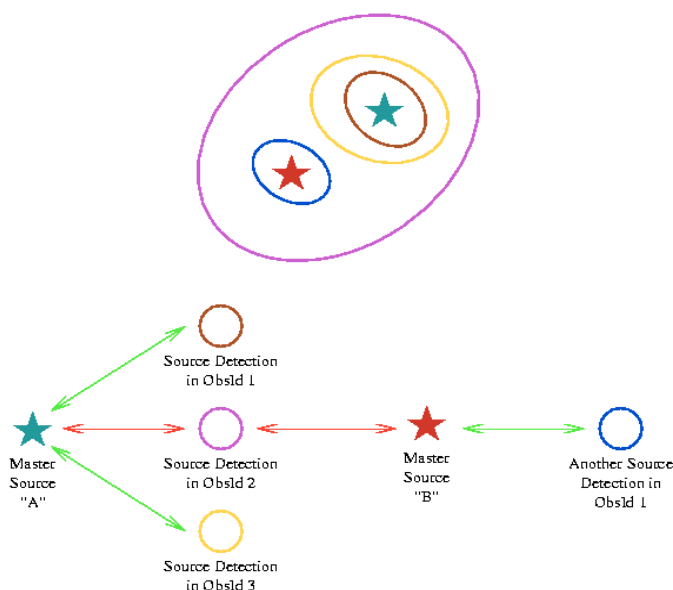 Source Detection
in ObsId 1
Master
Source
"A"
Source Detection
in ObsId 2
Master
Source
"B"
Another Source
Detection in
ObsId 1
Source Detection
in ObsId 3